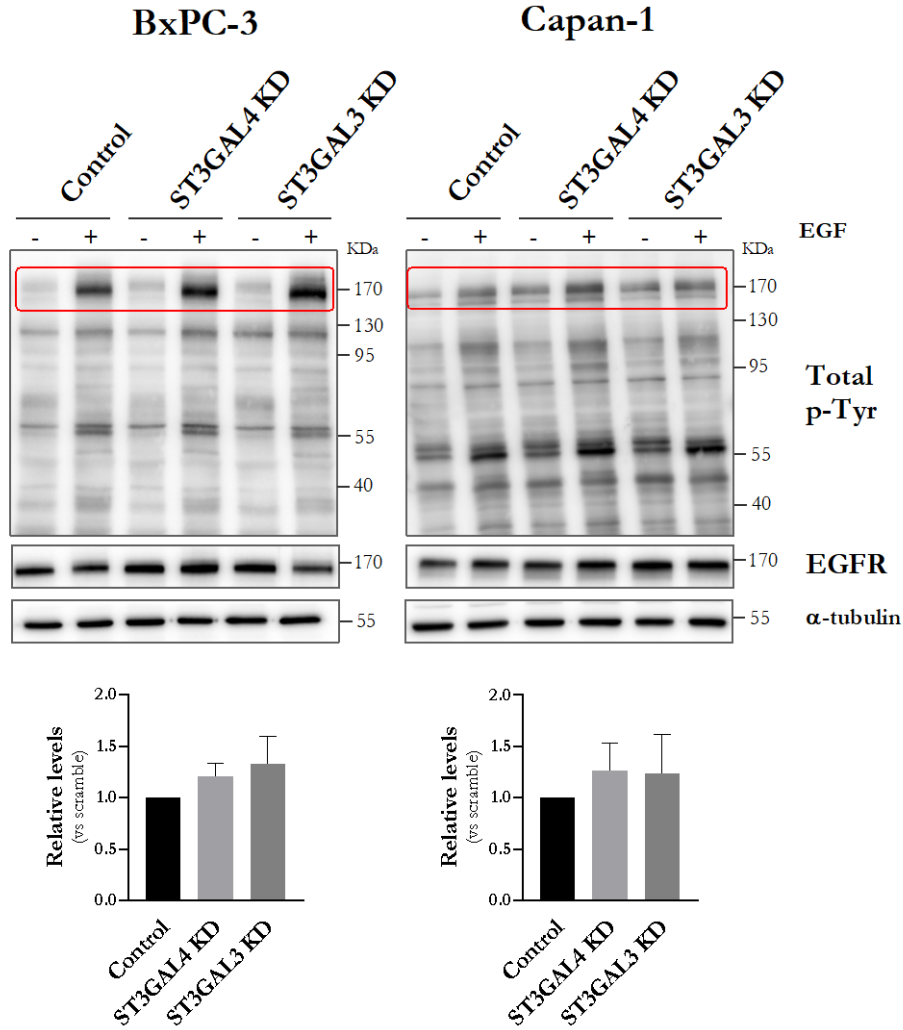 BxPC-3
Capan-1
Control
ST3GAL4 KD
ST3GAL3 KD
Control
ST3GAL4 KD
ST3GAL3 KD
- + - + - +
- + - + - +
EGF
KDa
KDa
170
130
95
55
40
170
130
95
55
40
Total
p-Tyr
170
170
EGFR
55
55
α-tubulin
Relative levels
(vs scramble)
2.0
1.5
1.0
0.5
0.0
Control
ST3GAL4 KD
ST3GAL3 KD
Relative levels
(vs scramble)
2.0
1.5
1.0
0.5
0.0
Control
ST3GAL4 KD
ST3GAL3 KD